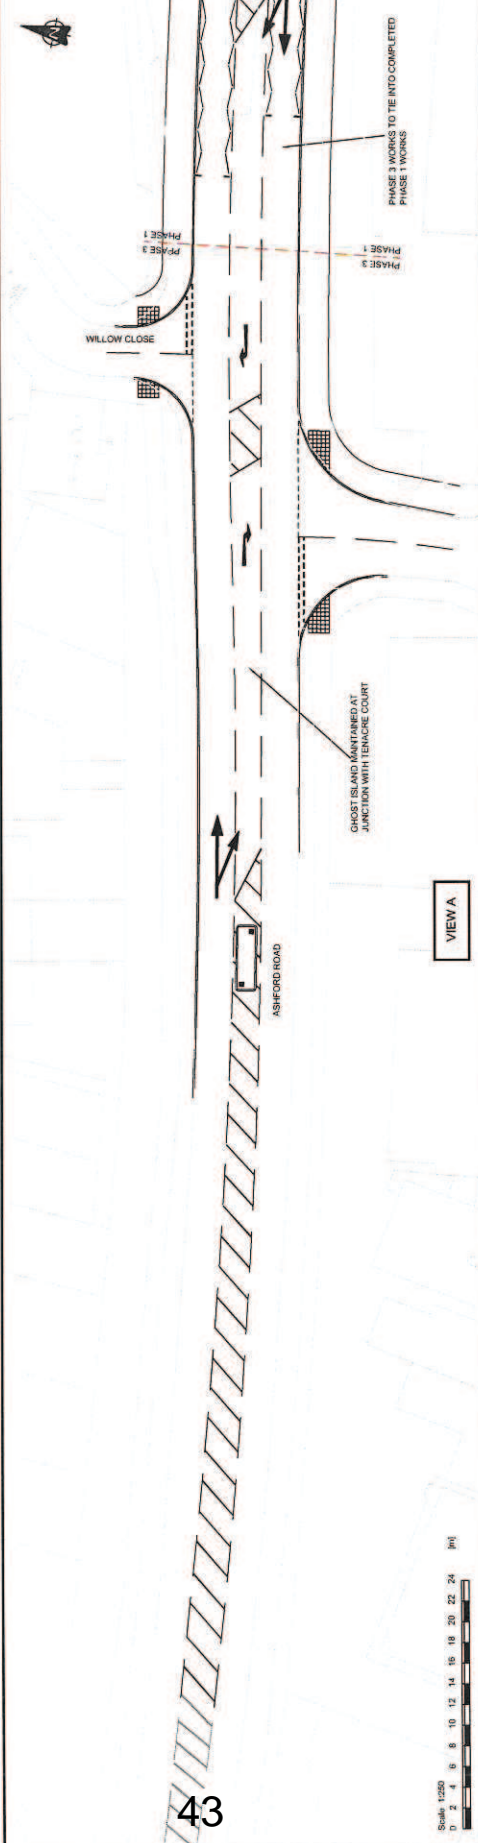 N
PHASE 3 WORKS TO TIE INTO COMPLETED
PHASE 1 WORKS
PHASE 1
PHASE 3
PHASE 1
PHASE 3
WILLOW CLOSE
GHOST ISLAND MAINTAINED AT
JUNCTION WITH TENACRE COURT
VIEW A
ASHFORD ROAD
Scale 1:250
0 2 4 6 8 10 12 14 16 18 20 22 24 [m]
43